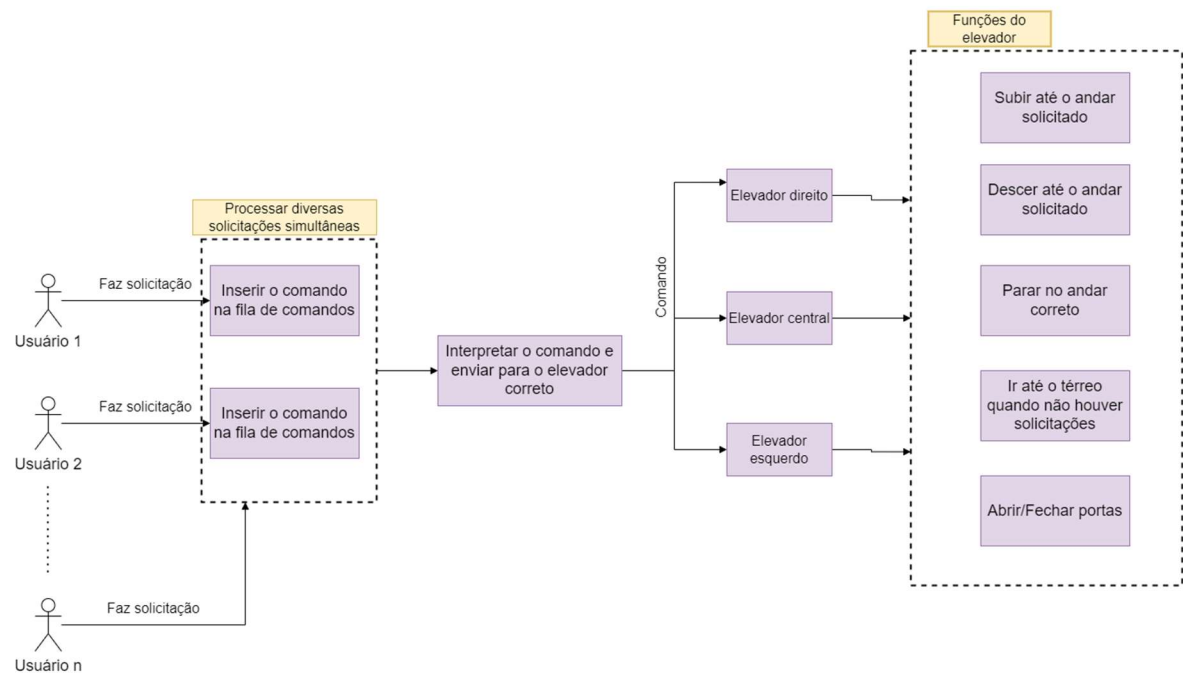 Funções do
elevador
Subir até o andar
solicitado
Descer até o andar
solicitado
Parar no andar
correto
Ir até o térreo
quando não houver
solicitações
Abrir/Fechar portas
Processar diversas
solicitações simultâneas
Faz solicitação
Usuário 1
Inserir o comando
na fila de comandos
Faz solicitação
Usuário 2
Inserir o comando
na fila de comandos
Faz solicitação
Usuário n
Interpretar o comando e
enviar para o elevador
correto
Comando
Elevador direito
Elevador central
Elevador
esquerdo